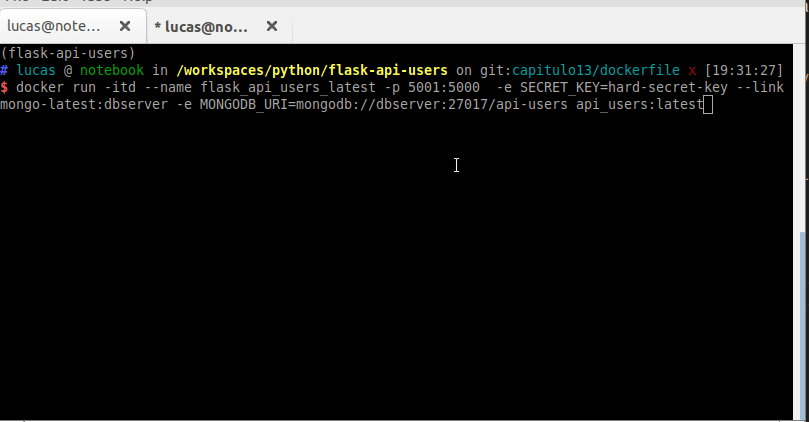 lucas@note...
* lucas@no...
(flask-api-users)
# lucas @ notebook in /workspaces/python/flask-api-users on git:capitulo13/dockerfile x [19:31:27]
$ docker run -itd --name flask_api_users_latest -p 5001:5000  -e SECRET_KEY=hard-secret-key --link
mongo-latest:dbserver -e MONGODB_URI=mongodb://dbserver:27017/api-users api_users:latest